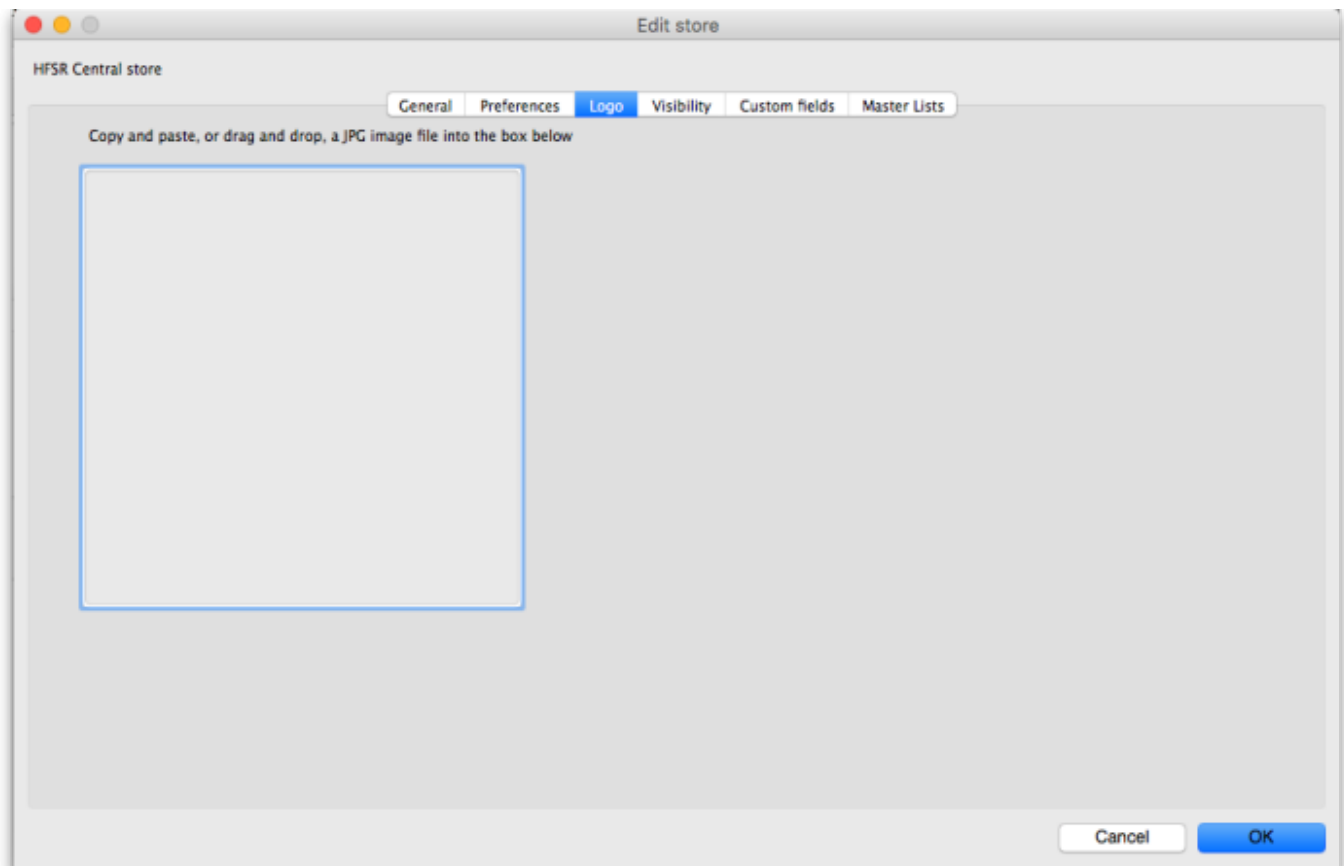 Edit store
HFSR Central store
General Preferences Logo Visibility Custom fields Master Lists
Copy and paste, or drag and drop, a JPG image file into the box below
Cancel OK